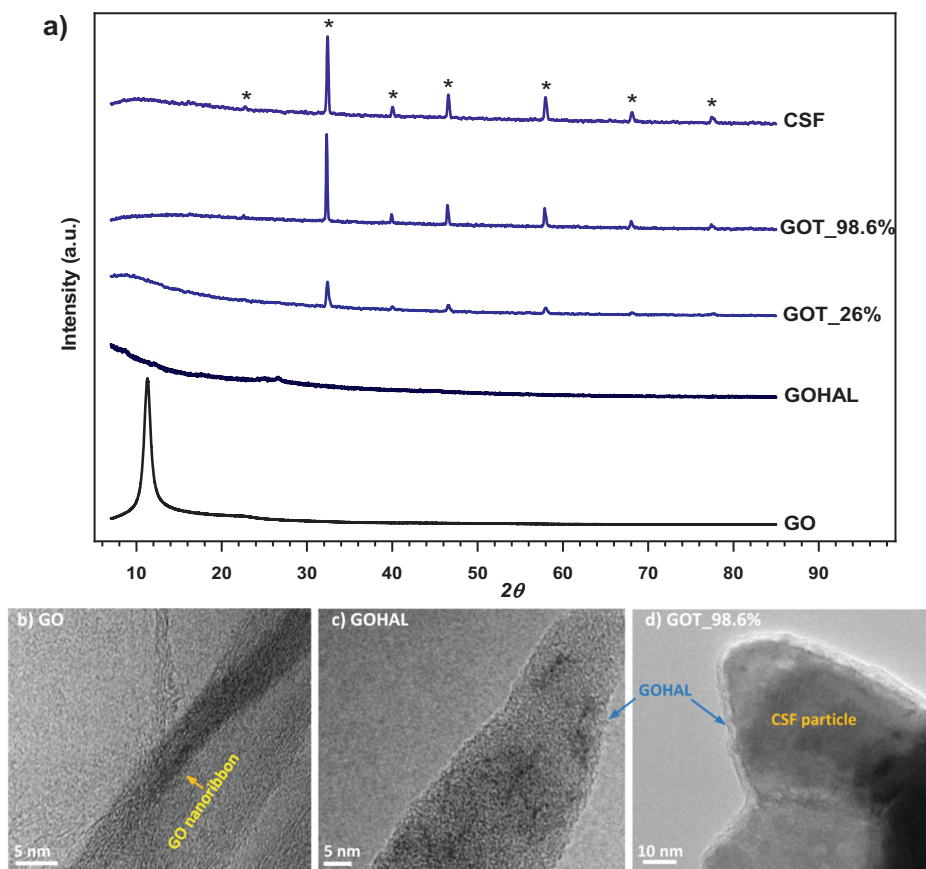 a)
* * * * * * *
CSF
GOT_98.6%
GOT_26%
GOHAL
GO
Intensity (a.u.)
10 20 30 40 50 60 70 80 90
2θ
b) GO
GO nanoribbon
5 nm
c) GOHAL
5 nm
GOHAL
d) GOT_98.6%
CSF particle
10 nm